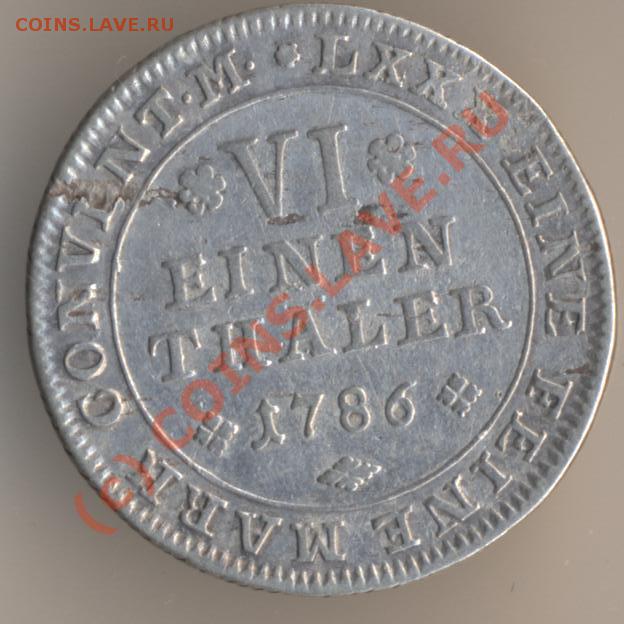 COINS.LAVE.RU
LXXX EINE FEINE MARK CONVENT·M·
VI
EINEN
THALER
1786
(c) COINS.LAVE.RU